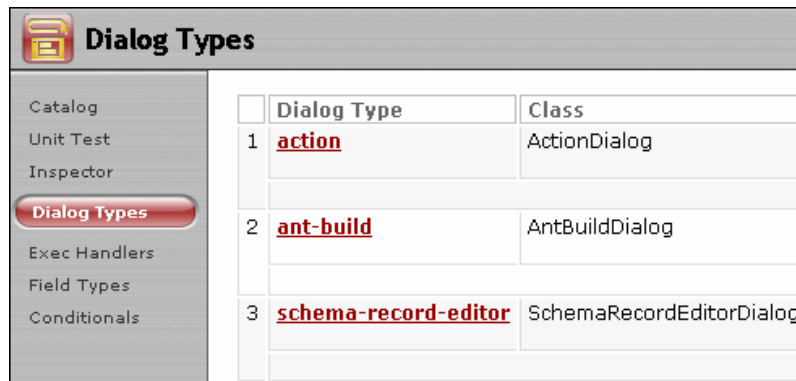 Dialog Types
Catalog
Unit Test
Inspector
Dialog Types
Exec Handlers
Field Types
Conditionals
Dialog Type Class
1 action ActionDialog
2 ant-build AntBuildDialog
3 schema-record-editor SchemaRecordEditorDialog